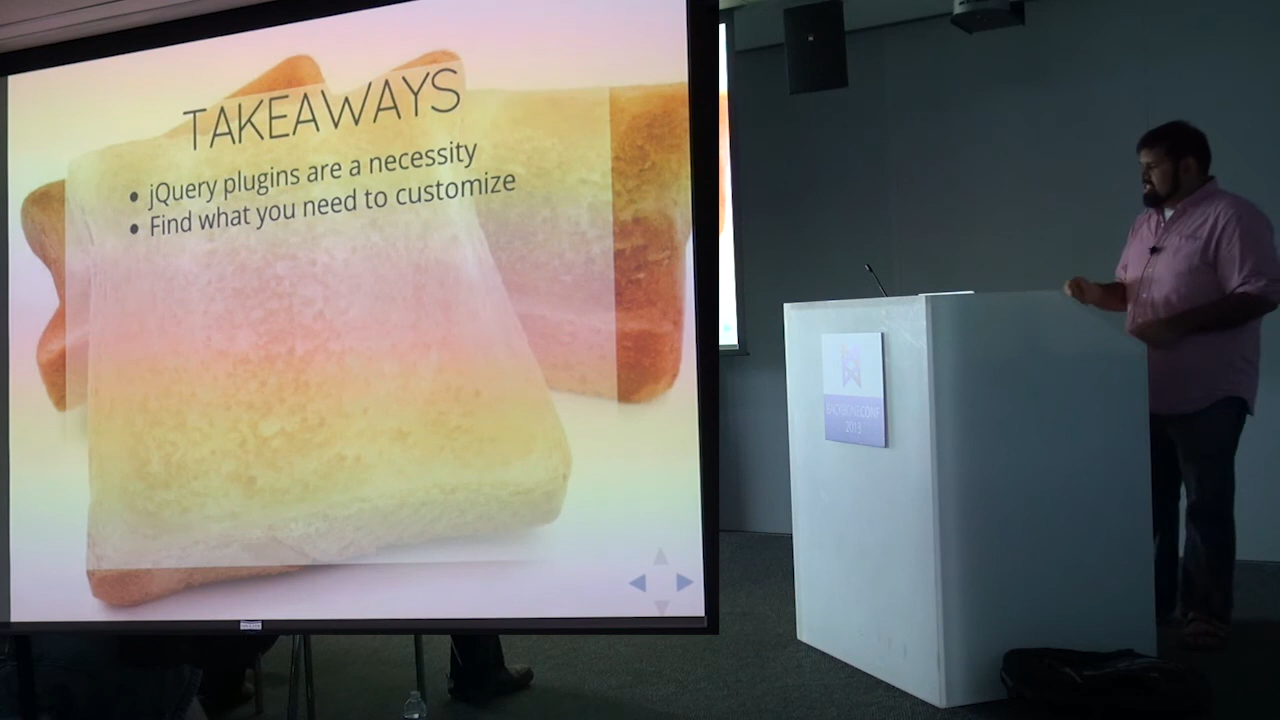 TAKEAWAYS
• jQuery plugins are a necessity
• Find what you need to customize
BACKBONECONF
2013